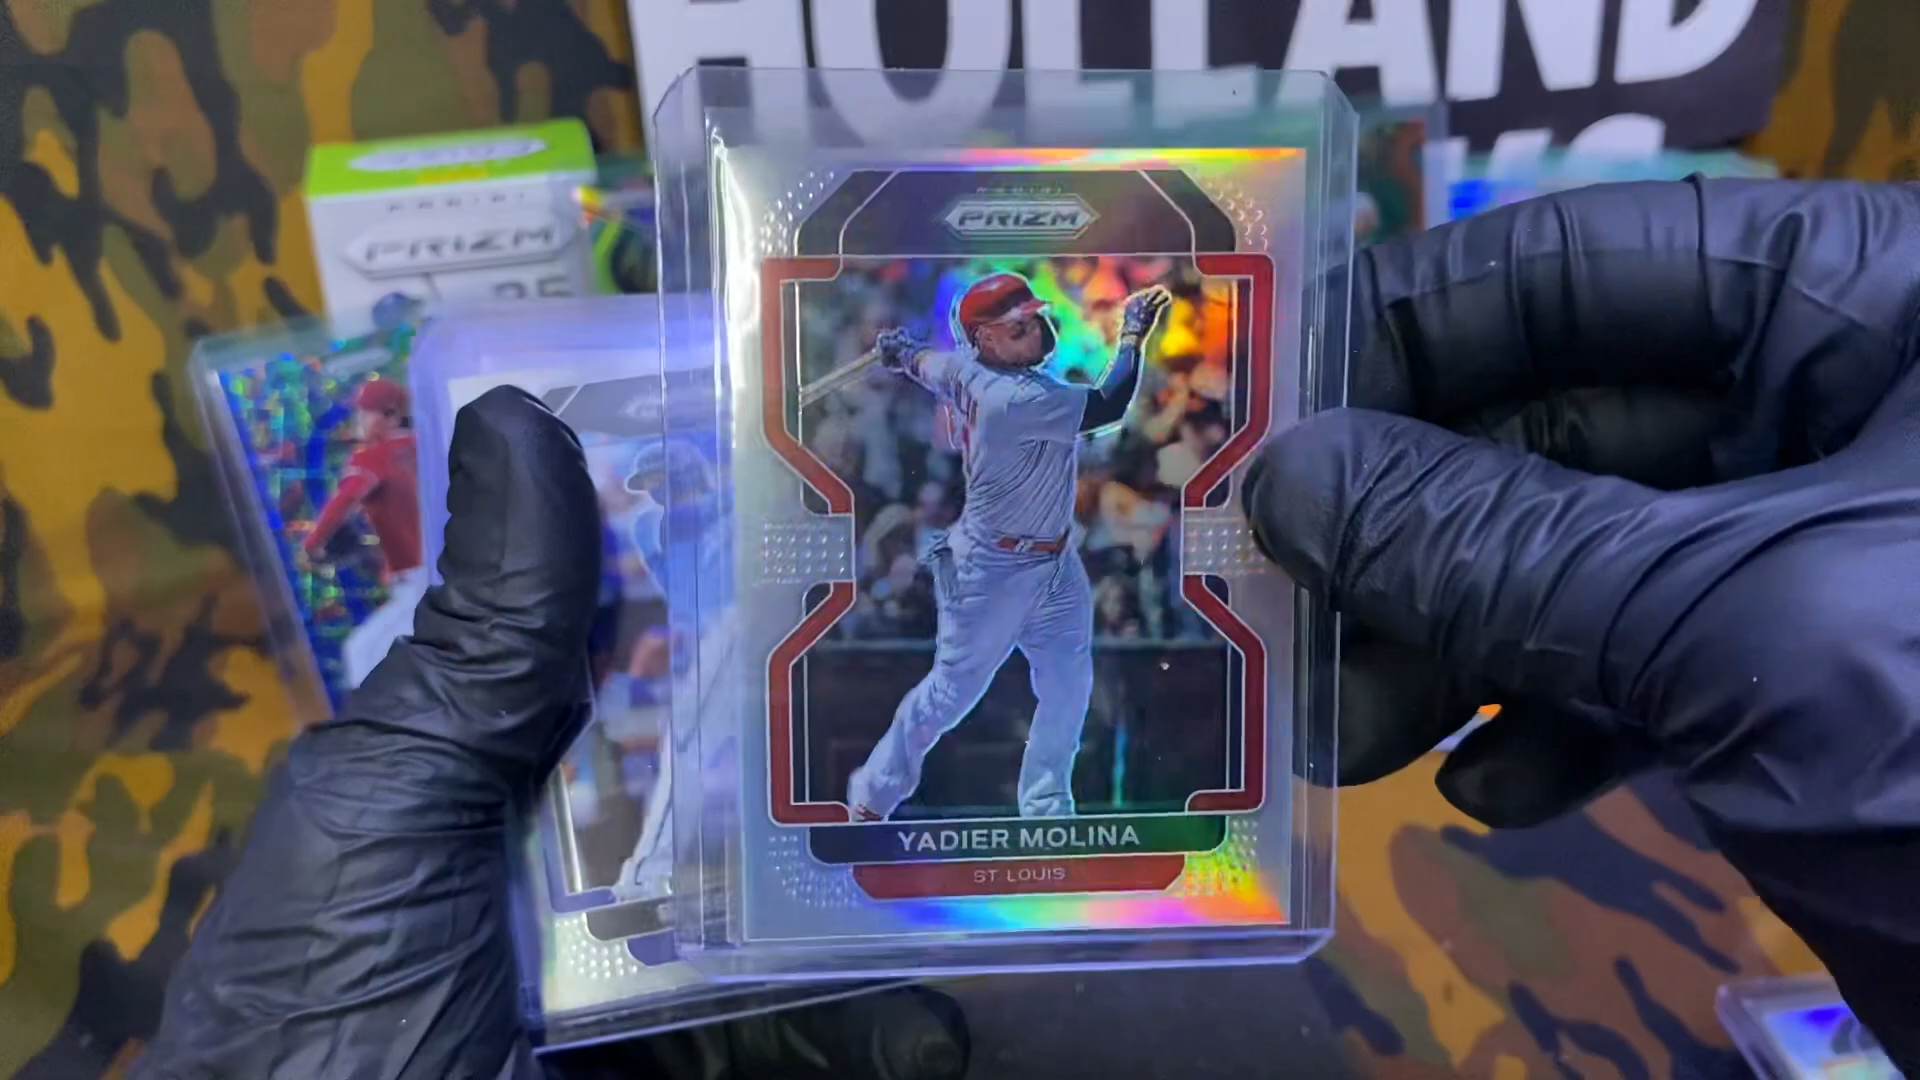 HOLLAND
PRIZM
PRIZM
YADIER MOLINA
ST LOUIS